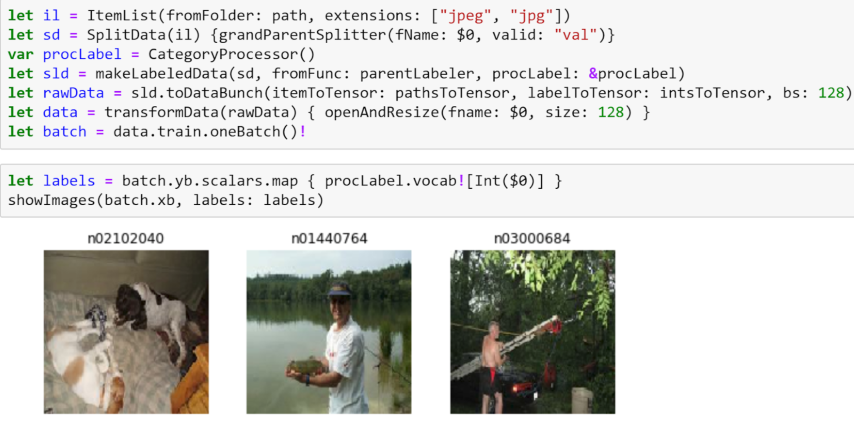 let il = ItemList(fromFolder: path, extensions: ["jpeg", "jpg"])
let sd = SplitData(il) {grandParentSplitter(fName: $0, valid: "val")}
var procLabel = CategoryProcessor()
let sld = makeLabeledData(sd, fromFunc: parentLabeler, procLabel: &procLabel)
let rawData = sld.toDataBunch(itemToTensor: pathsToTensor, labelToTensor: intsToTensor, bs: 128)
let data = transformData(rawData) { openAndResize(fname: $0, size: 128) }
let batch = data.train.oneBatch()!
let labels = batch.yb.scalars.map { procLabel.vocab![Int($0)] }
showImages(batch.xb, labels: labels)
n02102040 n01440764 n03000684